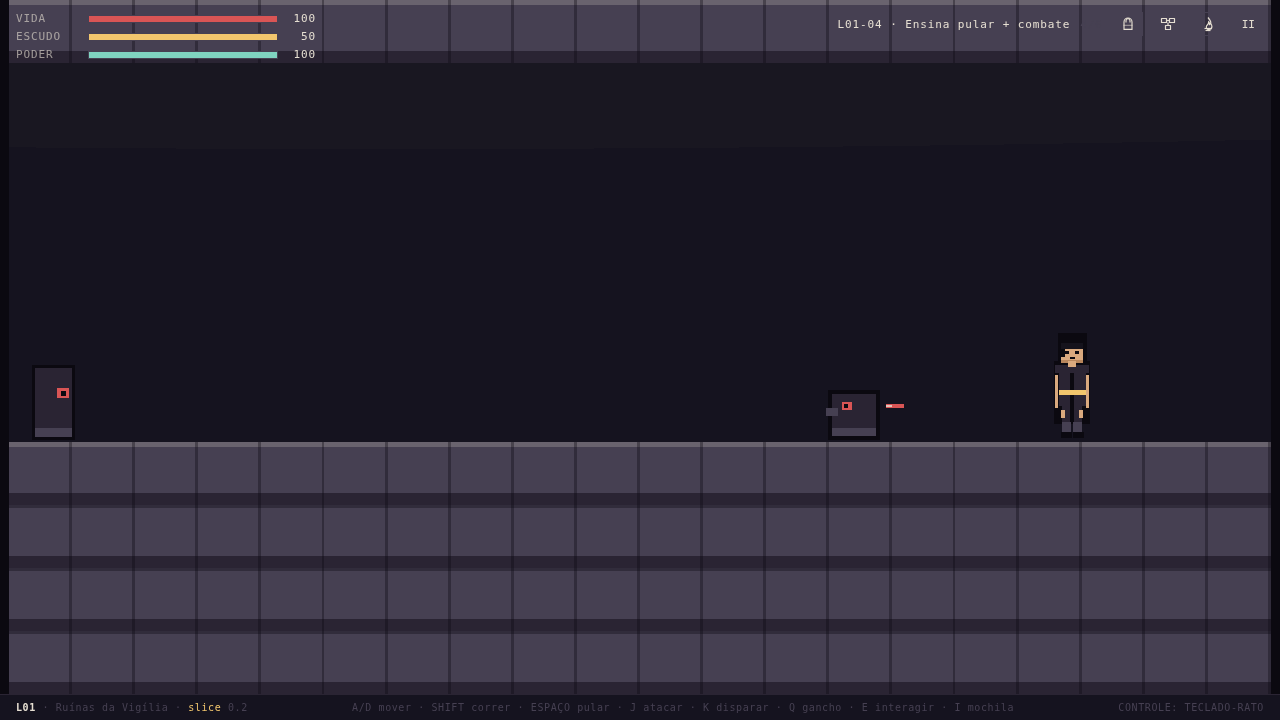 VIDA 100
ESCUDO 50
PODER 100
L01-04 · Ensina pular + combate
II
L01 · Ruínas da Vigília · slice 0.2
A/D mover · SHIFT correr · ESPAÇO pular · J atacar · K disparar · Q gancho · E interagir · I mochila
CONTROLE: TECLADO-RATO